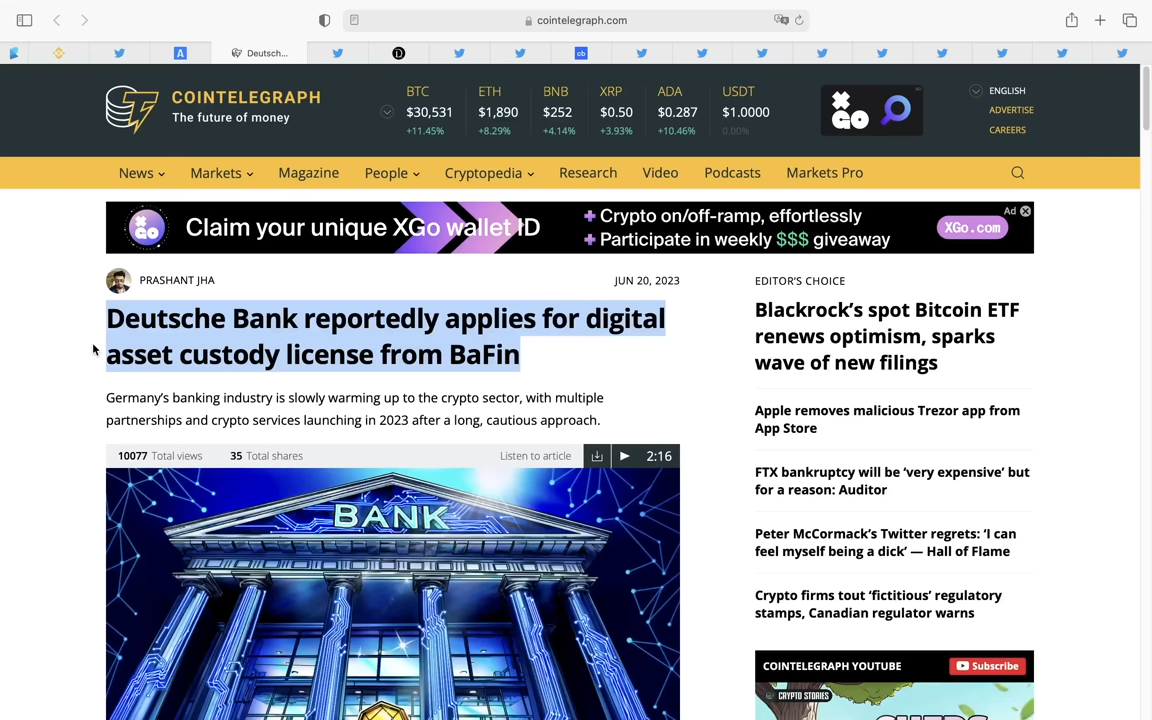 cointelegraph.com
A
Deutsch...
D
cb
COINTELEGRAPH
The future of money
BTC
$30,531
+11.45%
ETH
$1,890
+8.29%
BNB
$252
+4.14%
XRP
$0.50
+3.93%
ADA
$0.287
+10.46%
USDT
$1.0000
0.00%
XGO
ENGLISH
ADVERTISE
CAREERS
News
Markets
Magazine
People
Cryptopedia
Research
Video
Podcasts
Markets Pro
XGO
Claim your unique XGo wallet ID
+ Crypto on/off-ramp, effortlessly
+ Participate in weekly $$$ giveaway
XGo.com
Ad
PRASHANT JHA
JUN 20, 2023
Deutsche Bank reportedly applies for digital
asset custody license from BaFin
Germany’s banking industry is slowly warming up to the crypto sector, with multiple
partnerships and crypto services launching in 2023 after a long, cautious approach.
10077 Total views
35 Total shares
Listen to article
2:16
BANK
EDITOR’S CHOICE
Blackrock’s spot Bitcoin ETF
renews optimism, sparks
wave of new filings
Apple removes malicious Trezor app from
App Store
FTX bankruptcy will be ‘very expensive’ but
for a reason: Auditor
Peter McCormack’s Twitter regrets: ‘I can
feel myself being a dick’ — Hall of Flame
Crypto firms tout ‘fictitious’ regulatory
stamps, Canadian regulator warns
COINTELEGRAPH YOUTUBE
Subscribe
CRYPTO STORIES